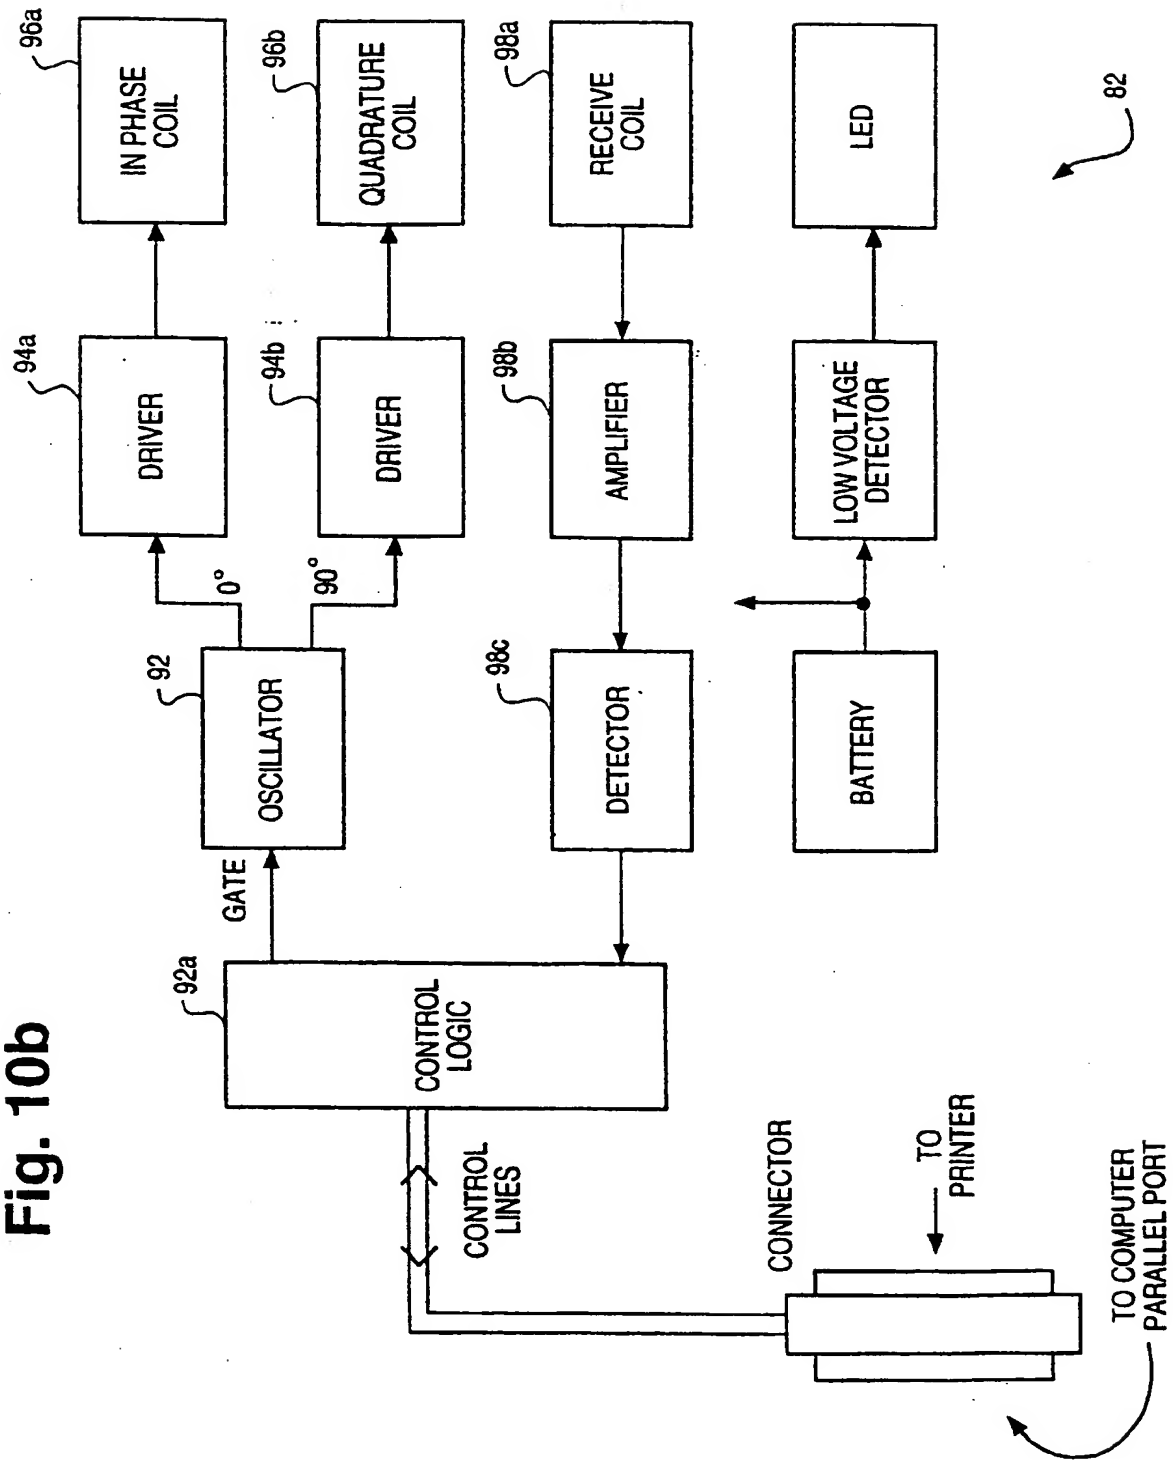 Fig. 10b
92a
CONTROL
LOGIC
GATE
92
OSCILLATOR
0°
90°
94a
DRIVER
96a
IN PHASE
COIL
94b
DRIVER
96b
QUADRATURE
COIL
98c
DETECTOR
98b
AMPLIFIER
98a
RECEIVE
COIL
CONTROL
LINES
BATTERY
LOW VOLTAGE
DETECTOR
LED
CONNECTOR
TO
PRINTER
TO COMPUTER
PARALLEL PORT
82